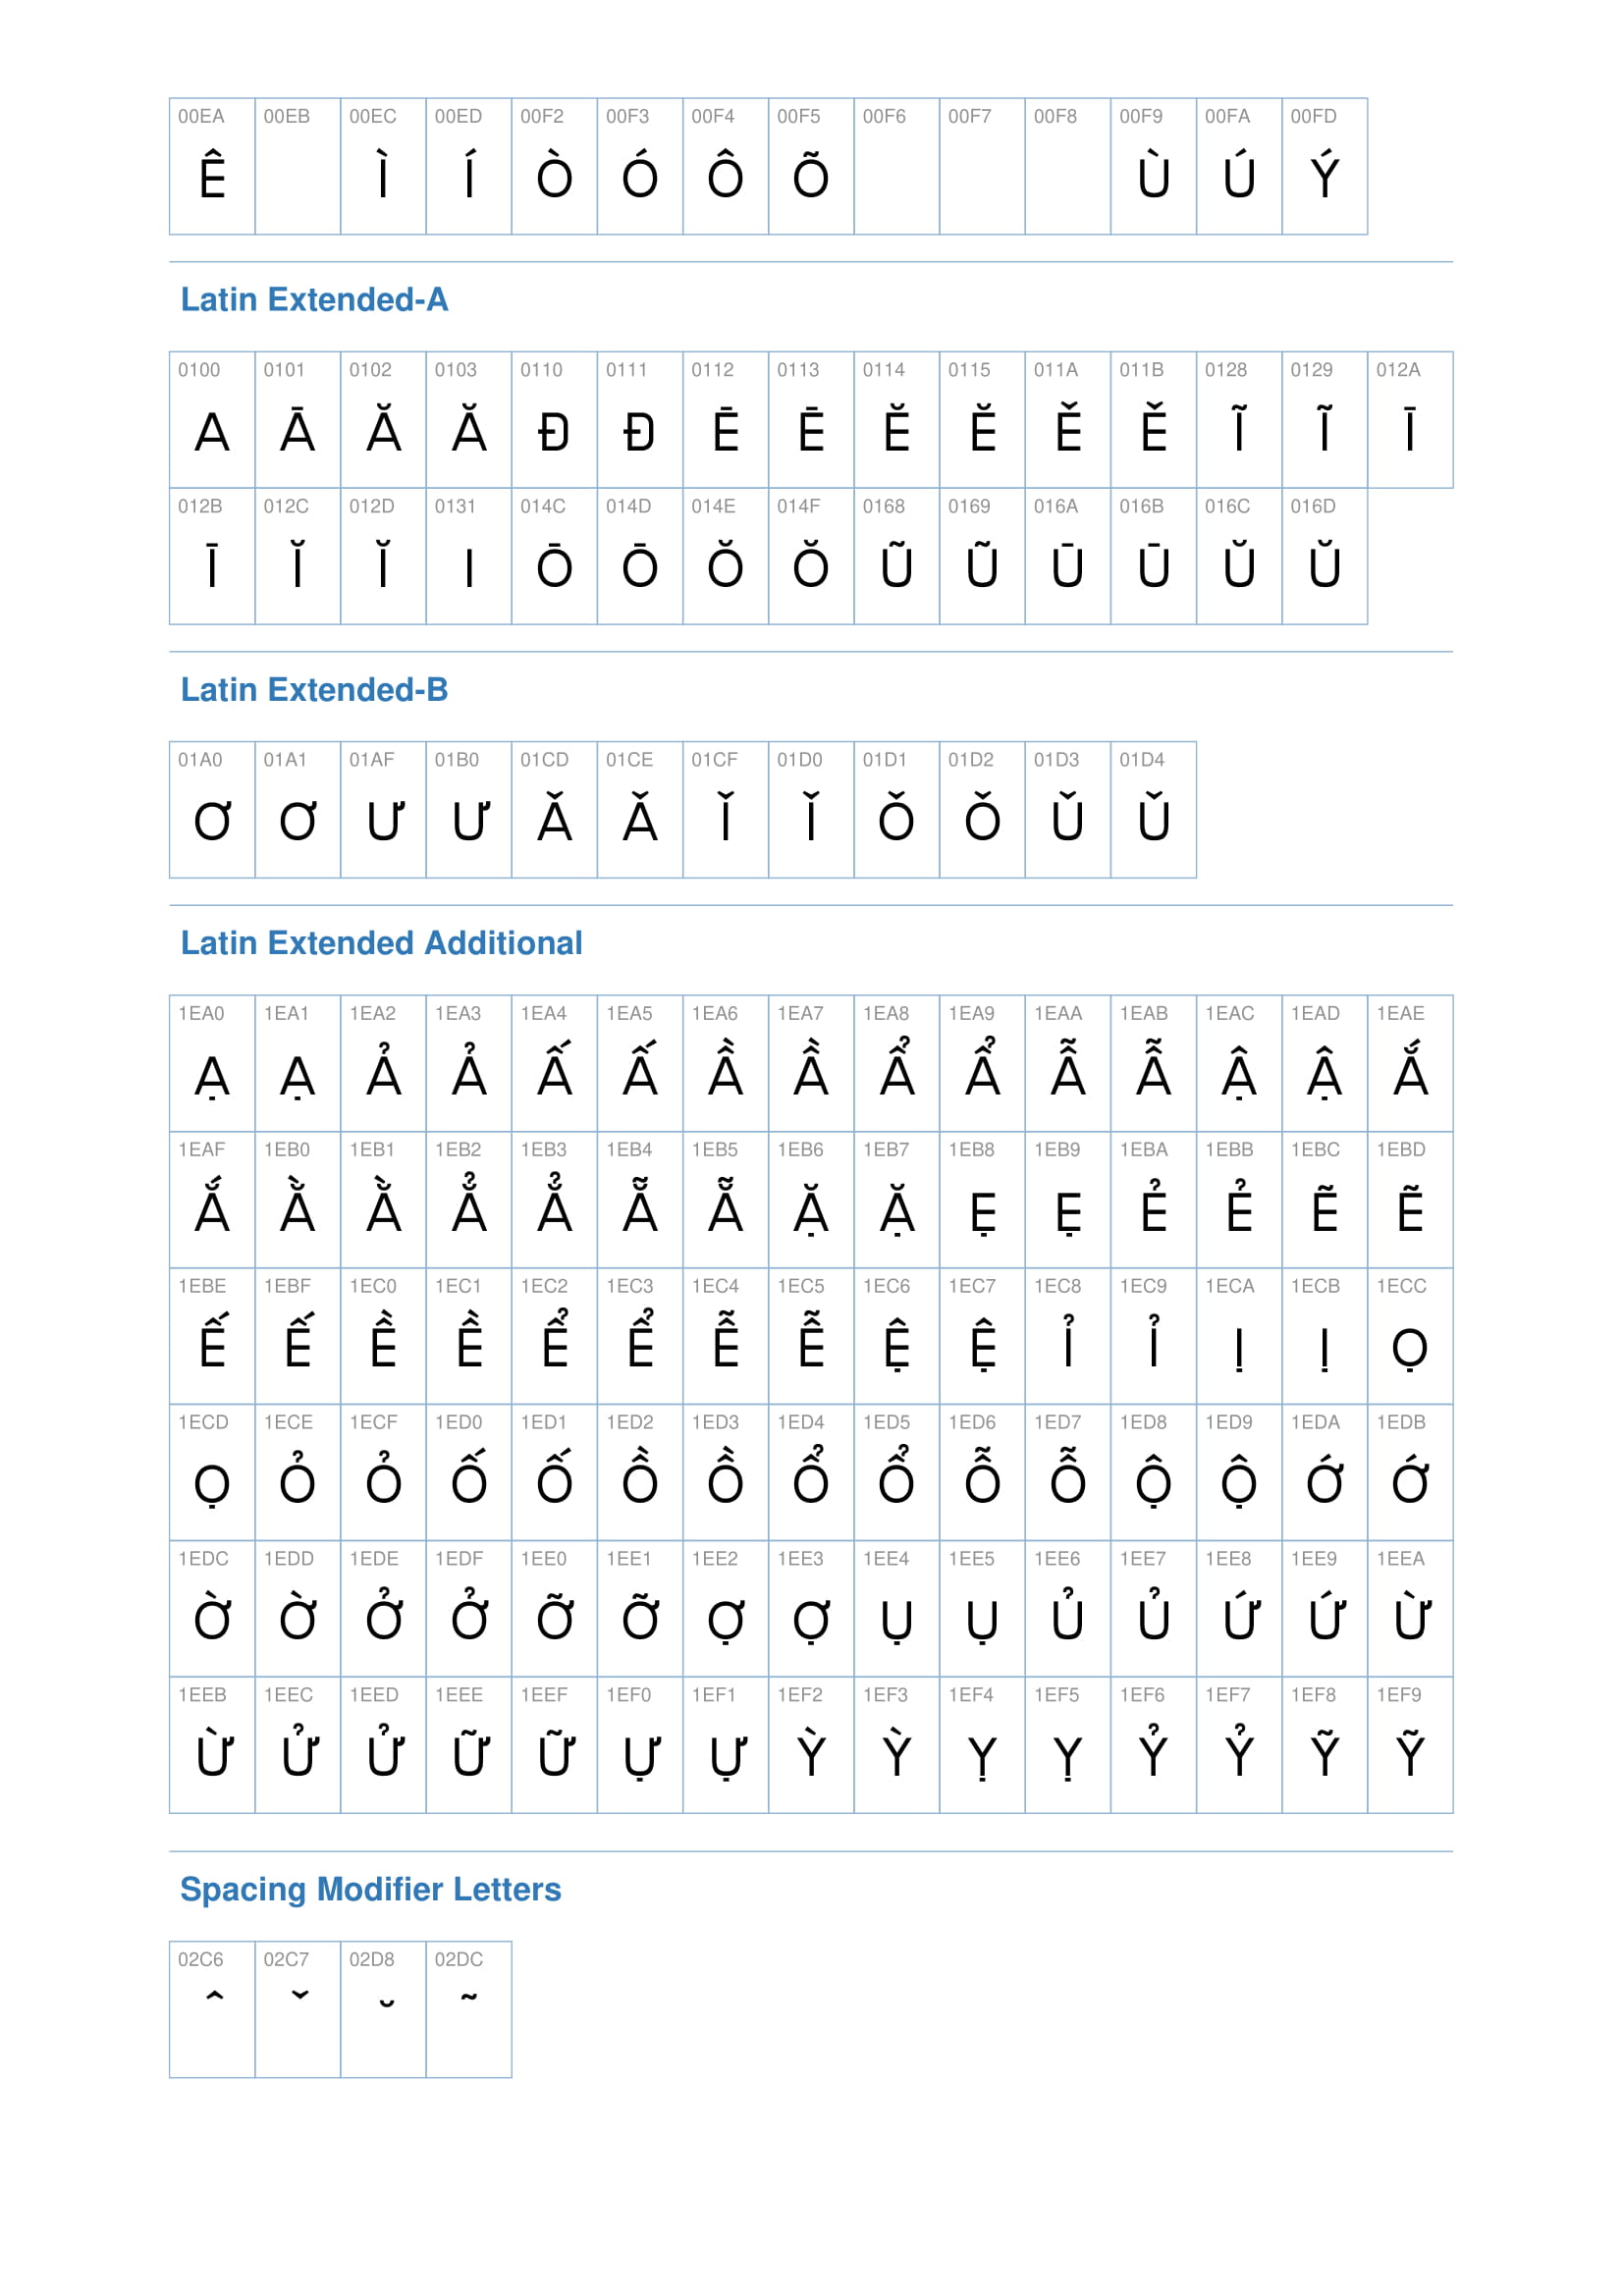 00EA 00EB 00EC 00ED 00F2 00F3 00F4 00F5 00F6 00F7 00F8 00F9 00FA 00FD
Ê Ì Í Ò Ó Ô Õ Ù Ú Ý
Latin Extended-A
0100 0101 0102 0103 0110 0111 0112 0113 0114 0115 011A 011B 0128 0129 012A
A Ā Ă Ă Đ Đ Ē Ē Ĕ Ĕ Ě Ě Ĩ Ĩ Ī
012B 012C 012D 0131 014C 014D 014E 014F 0168 0169 016A 016B 016C 016D
Ī Ĭ Ĭ I Ō Ō Ŏ Ŏ Ũ Ũ Ū Ū Ŭ Ŭ
Latin Extended-B
01A0 01A1 01AF 01B0 01CD 01CE 01CF 01D0 01D1 01D2 01D3 01D4
Ơ Ơ Ư Ư Ǎ Ǎ Ǐ Ǐ Ǒ Ǒ Ǔ Ǔ
Latin Extended Additional
1EA0 1EA1 1EA2 1EA3 1EA4 1EA5 1EA6 1EA7 1EA8 1EA9 1EAA 1EAB 1EAC 1EAD 1EAE
Ạ Ạ Ả Ả Ấ Ấ Ầ Ầ Ẩ Ẩ Ẫ Ẫ Ậ Ậ Ắ
1EAF 1EB0 1EB1 1EB2 1EB3 1EB4 1EB5 1EB6 1EB7 1EB8 1EB9 1EBA 1EBB 1EBC 1EBD
Ắ Ằ Ằ Ẳ Ẳ Ẵ Ẵ Ặ Ặ Ẹ Ẹ Ẻ Ẻ Ẽ Ẽ
1EBE 1EBF 1EC0 1EC1 1EC2 1EC3 1EC4 1EC5 1EC6 1EC7 1EC8 1EC9 1ECA 1ECB 1ECC
Ế Ế Ề Ề Ể Ể Ễ Ễ Ệ Ệ Ỉ Ỉ Ị Ị Ọ
1ECD 1ECE 1ECF 1ED0 1ED1 1ED2 1ED3 1ED4 1ED5 1ED6 1ED7 1ED8 1ED9 1EDA 1EDB
Ọ Ỏ Ỏ Ố Ố Ồ Ồ Ổ Ổ Ỗ Ỗ Ộ Ộ Ớ Ớ
1EDC 1EDD 1EDE 1EDF 1EE0 1EE1 1EE2 1EE3 1EE4 1EE5 1EE6 1EE7 1EE8 1EE9 1EEA
Ờ Ờ Ở Ở Ỡ Ỡ Ợ Ợ Ụ Ụ Ủ Ủ Ứ Ứ Ừ
1EEB 1EEC 1EED 1EEE 1EEF 1EF0 1EF1 1EF2 1EF3 1EF4 1EF5 1EF6 1EF7 1EF8 1EF9
Ừ Ử Ử Ữ Ữ Ự Ự Ỳ Ỳ Ỵ Ỵ Ỷ Ỷ Ỹ Ỹ
Spacing Modifier Letters
02C6 02C7 02D8 02DC
ˆ ˇ ˘ ˜